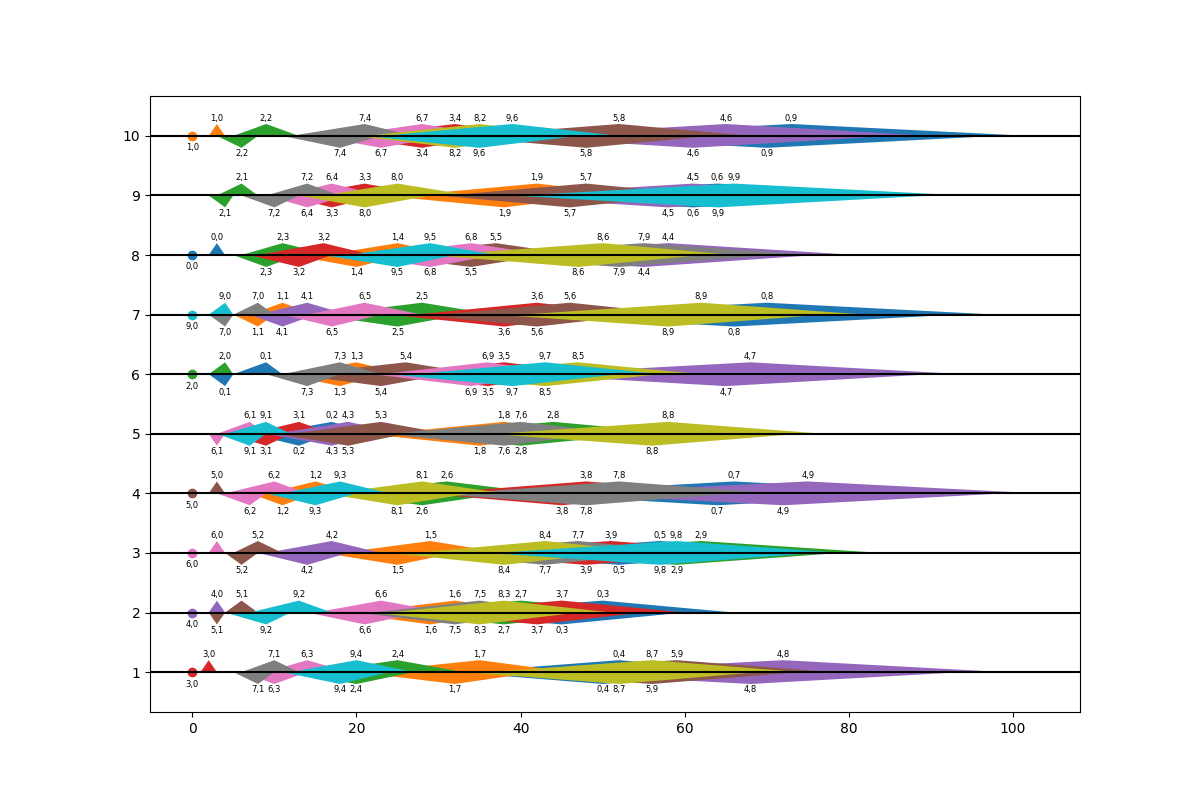 1,0 2,2 7,4 6,7 3,4 8,2 9,6 5,8 4,6 0,9
10
1,0 2,2 7,4 6,7 3,4 8,2 9,6 5,8 4,6 0,9
2,1 7,2 6,4 3,3 8,0 1,9 5,7 4,5 0,6 9,9
9
2,1 7,2 6,4 3,3 8,0 1,9 5,7 4,5 0,6 9,9
0,0 2,3 3,2 1,4 9,5 6,8 5,5 8,6 7,9 4,4
8
0,0 2,3 3,2 1,4 9,5 6,8 5,5 8,6 7,9 4,4
9,0 7,0 1,1 4,1 6,5 2,5 3,6 5,6 8,9 0,8
7
9,0 7,0 1,1 4,1 6,5 2,5 3,6 5,6 8,9 0,8
2,0 0,1 7,3 1,3 5,4 6,9 3,5 9,7 8,5 4,7
6
2,0 0,1 7,3 1,3 5,4 6,9 3,5 9,7 8,5 4,7
6,1 9,1 3,1 0,2 4,3 5,3 1,8 7,6 2,8 8,8
5
6,1 9,1 3,1 0,2 4,3 5,3 1,8 7,6 2,8 8,8
5,0 6,2 1,2 9,3 8,1 2,6 3,8 7,8 0,7 4,9
4
5,0 6,2 1,2 9,3 8,1 2,6 3,8 7,8 0,7 4,9
6,0 5,2 4,2 1,5 8,4 7,7 3,9 0,5 9,8 2,9
3
6,0 5,2 4,2 1,5 8,4 7,7 3,9 0,5 9,8 2,9
4,0 5,1 9,2 6,6 1,6 7,5 8,3 2,7 3,7 0,3
2
5,1 9,2 6,6 1,6 7,5 8,3 2,7 3,7 0,3
3,0 7,1 6,3 9,4 2,4 1,7 0,4 8,7 5,9 4,8
1
3,0 7,1 6,3 9,4 2,4 1,7 0,4 8,7 5,9 4,8
0 20 40 60 80 100